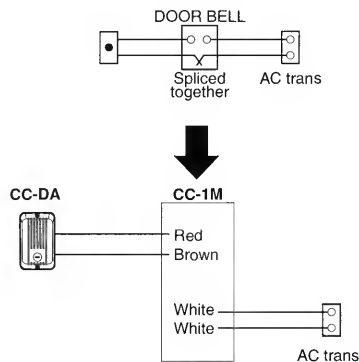 DOOR BELL
Spliced
together
AC trans
CC-DA
CC-1M
Red
Brown
White
White
AC trans